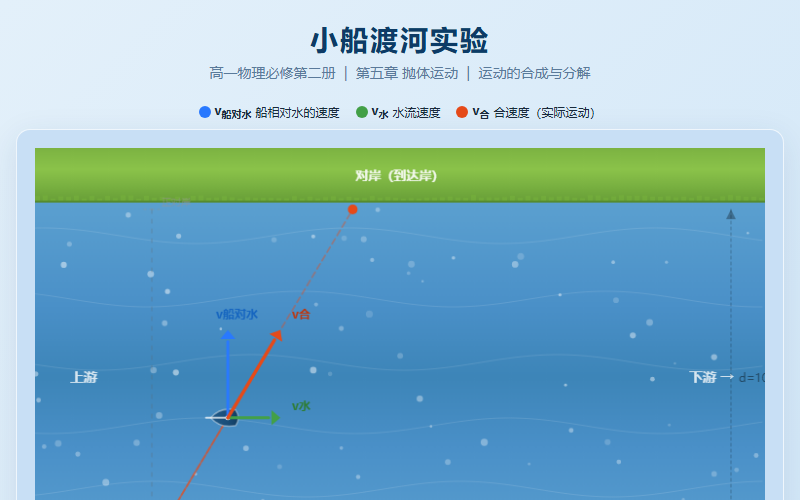 小船渡河实验
高一物理必修第二册 | 第五章 抛体运动 | 运动的合成与分解
v船对水 船相对水的速度 v水 水流速度 v合 合速度（实际运动）
对岸（到达岸）
v船对水 v合
上游
下游 → d=10
v水